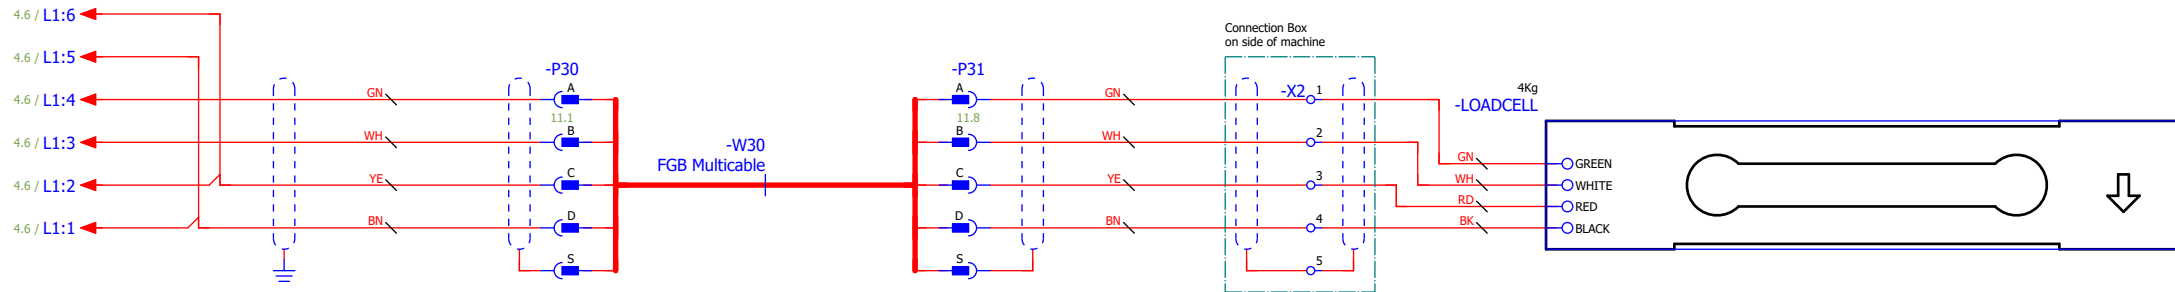 4.6 / L1:6
4.6 / L1:5
4.6 / L1:4
4.6 / L1:3
4.6 / L1:2
4.6 / L1:1
GN
WH
YE
BN
-P30
A
11.1
B
C
D
S
-W30
FGB Multicable
-P31
A
11.8
B
C
D
S
GN
WH
YE
BN
Connection Box
on side of machine
-X2
1
2
3
4
5
4Kg
-LOADCELL
GN
WH
RD
BK
GREEN
WHITE
RED
BLACK